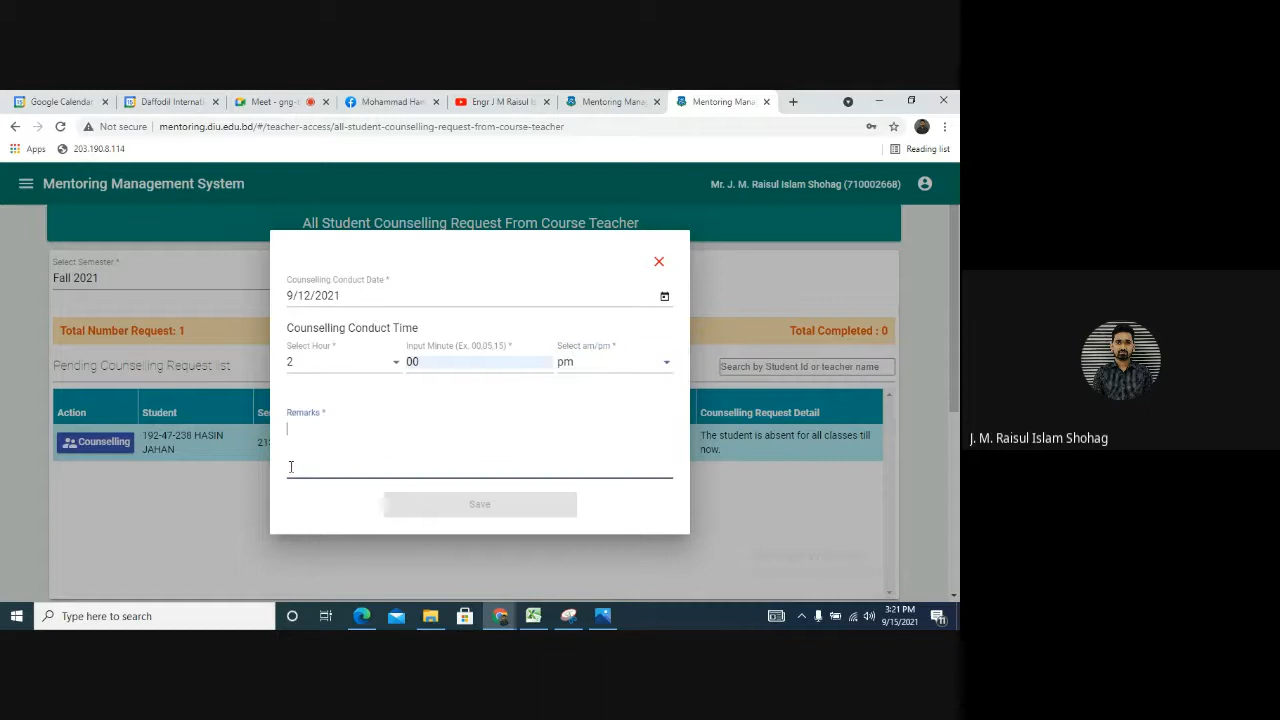 Google Calendar
Daffodil Internati
Meet - gng-
Mohammad Han
Engr J M Raisul Is
Mentoring Mana
Mentoring Mana
Not secure
mentoring.diu.edu.bd/#/teacher-access/all-student-counselling-request-from-course-teacher
Apps
203.190.8.114
Reading list
Mentoring Management System
Mr. J. M. Raisul Islam Shohag (710002668)
All Student Counselling Request From Course Teacher
Select Semester *
Fall 2021
Counselling Conduct Date *
9/12/2021
Total Number Request: 1
Counselling Conduct Time
Total Completed : 0
Select Hour *
Input Minute (Ex. 00,05,15) *
Select am/pm *
2
00
pm
Pending Counselling Request list
Search by Student Id or teacher name
Action
Student
Counselling Request Detail
Remarks *
Counselling
192-47-238 HASIN
JAHAN
The student is absent for all classes till
now.
Save
J. M. Raisul Islam Shohag
Type here to search
3:21 PM
9/15/2021